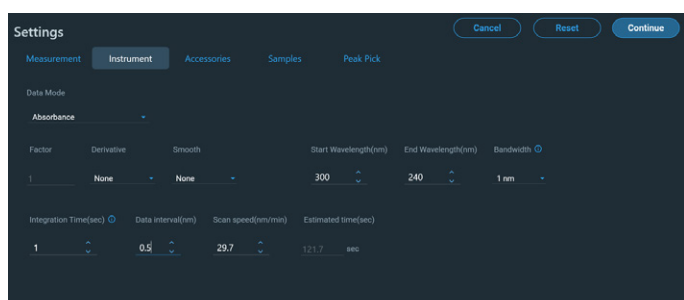 Settings
Cancel Reset Continue
Measurement Instrument Accessories Samples Peak Pick
Data Mode
Absorbance
Factor Derivative Smooth Start Wavelength(nm) End Wavelength(nm) Bandwidth
1 None None 300 240 1 nm
Integration Time(sec) Data interval(nm) Scan speed(nm/min) Estimated time(sec)
1 0.5 29.7 121.7 sec